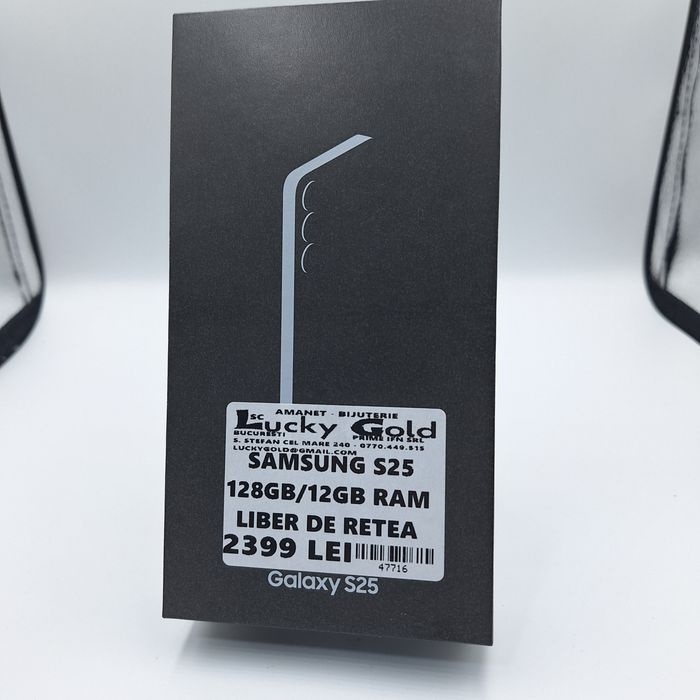 AMANET - BIJUTERIE
SC Lucky Gold
BUCURESTI PRIME IFN SRL
S. STEFAN CEL MARE 240 - 0770.449.515
LUCKYGOLD@GMAIL.COM
SAMSUNG S25
128GB/12GB RAM
LIBER DE RETEA
2399 LEI
47716
Galaxy S25